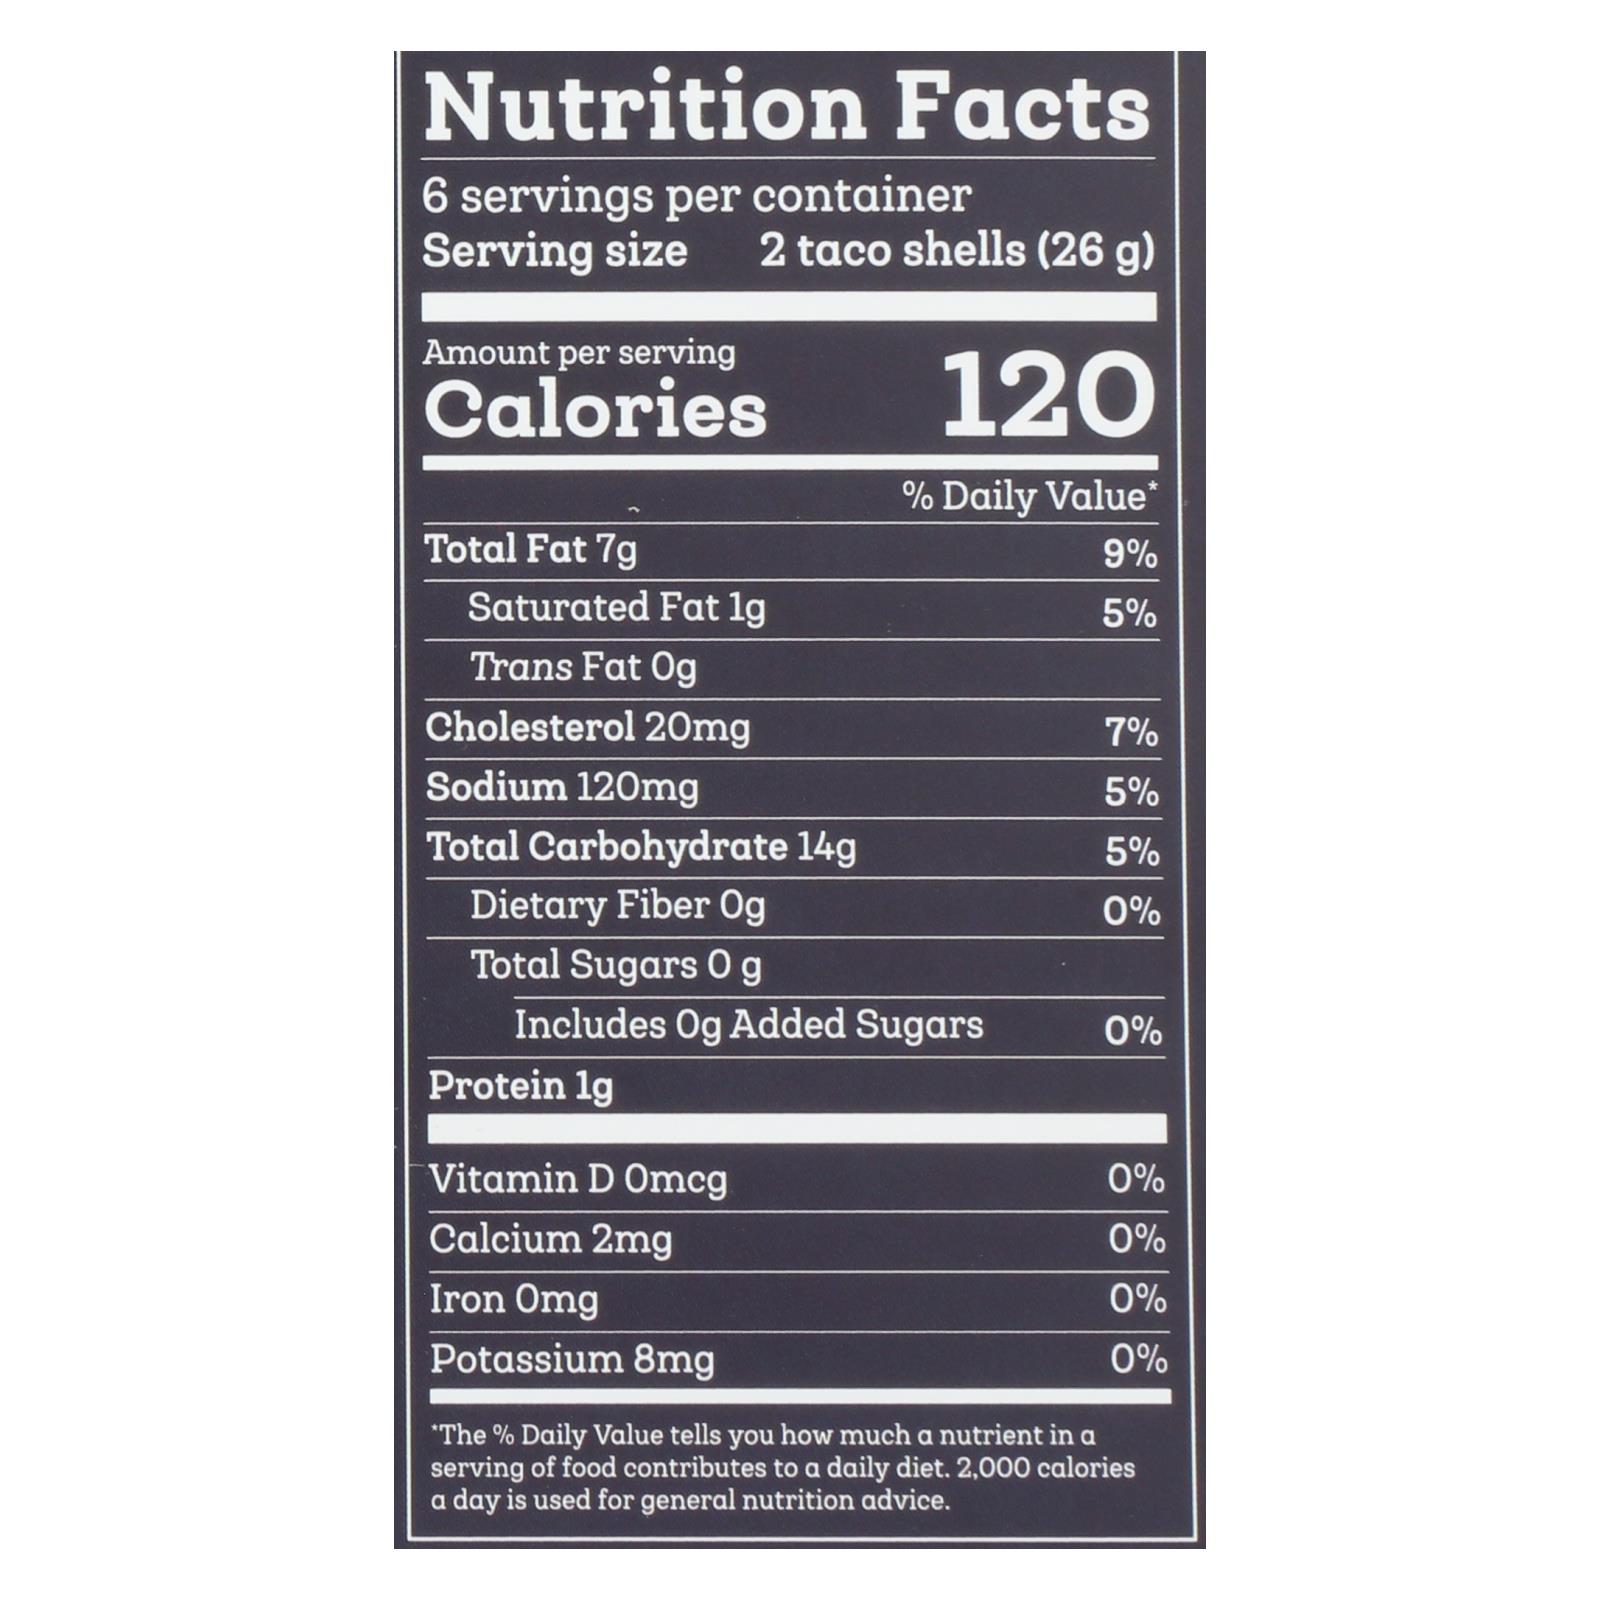 Nutrition Facts
6 servings per container
Serving size 2 taco shells (26 g)
Amount per serving
Calories 120
% Daily Value*
Total Fat 7g 9%
Saturated Fat 1g 5%
Trans Fat 0g
Cholesterol 20mg 7%
Sodium 120mg 5%
Total Carbohydrate 14g 5%
Dietary Fiber 0g 0%
Total Sugars 0 g
Includes 0g Added Sugars 0%
Protein 1g
Vitamin D 0mcg 0%
Calcium 2mg 0%
Iron 0mg 0%
Potassium 8mg 0%
*The % Daily Value tells you how much a nutrient in a
serving of food contributes to a daily diet. 2,000 calories
a day is used for general nutrition advice.